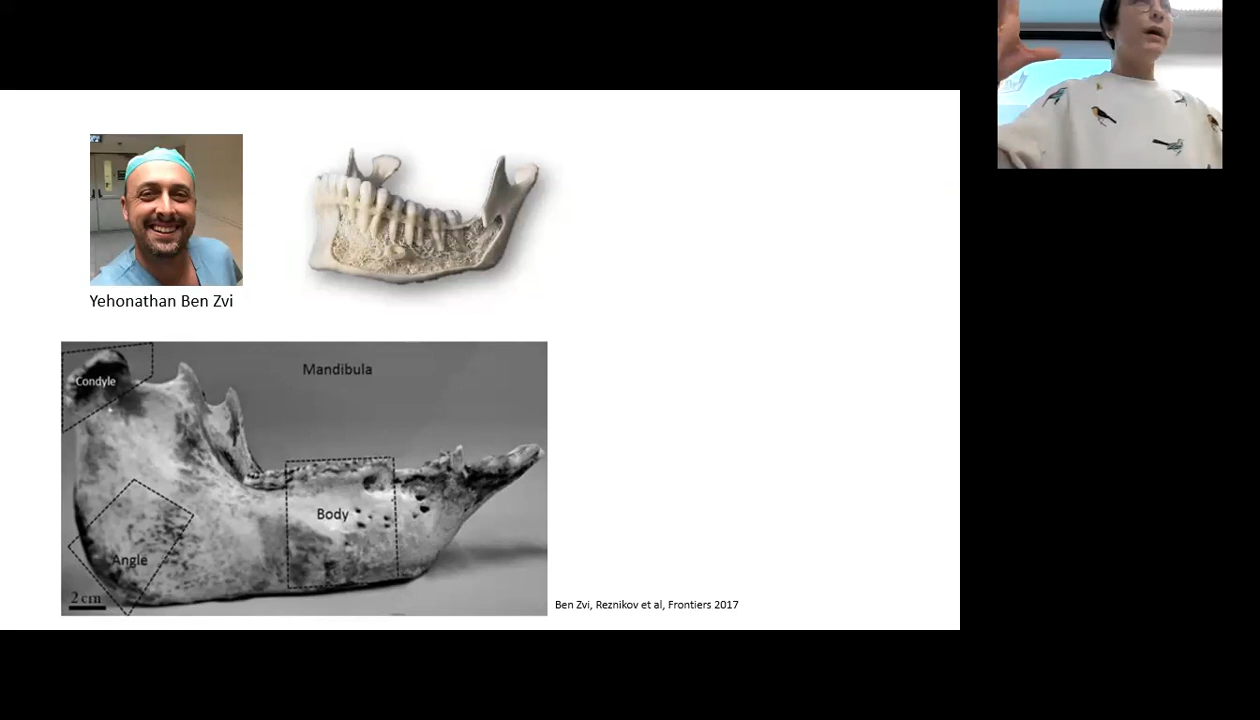 Yehonathan Ben Zvi
Mandibula
Condyle
Body
Angle
2 cm
Ben Zvi, Reznikov et al, Frontiers 2017